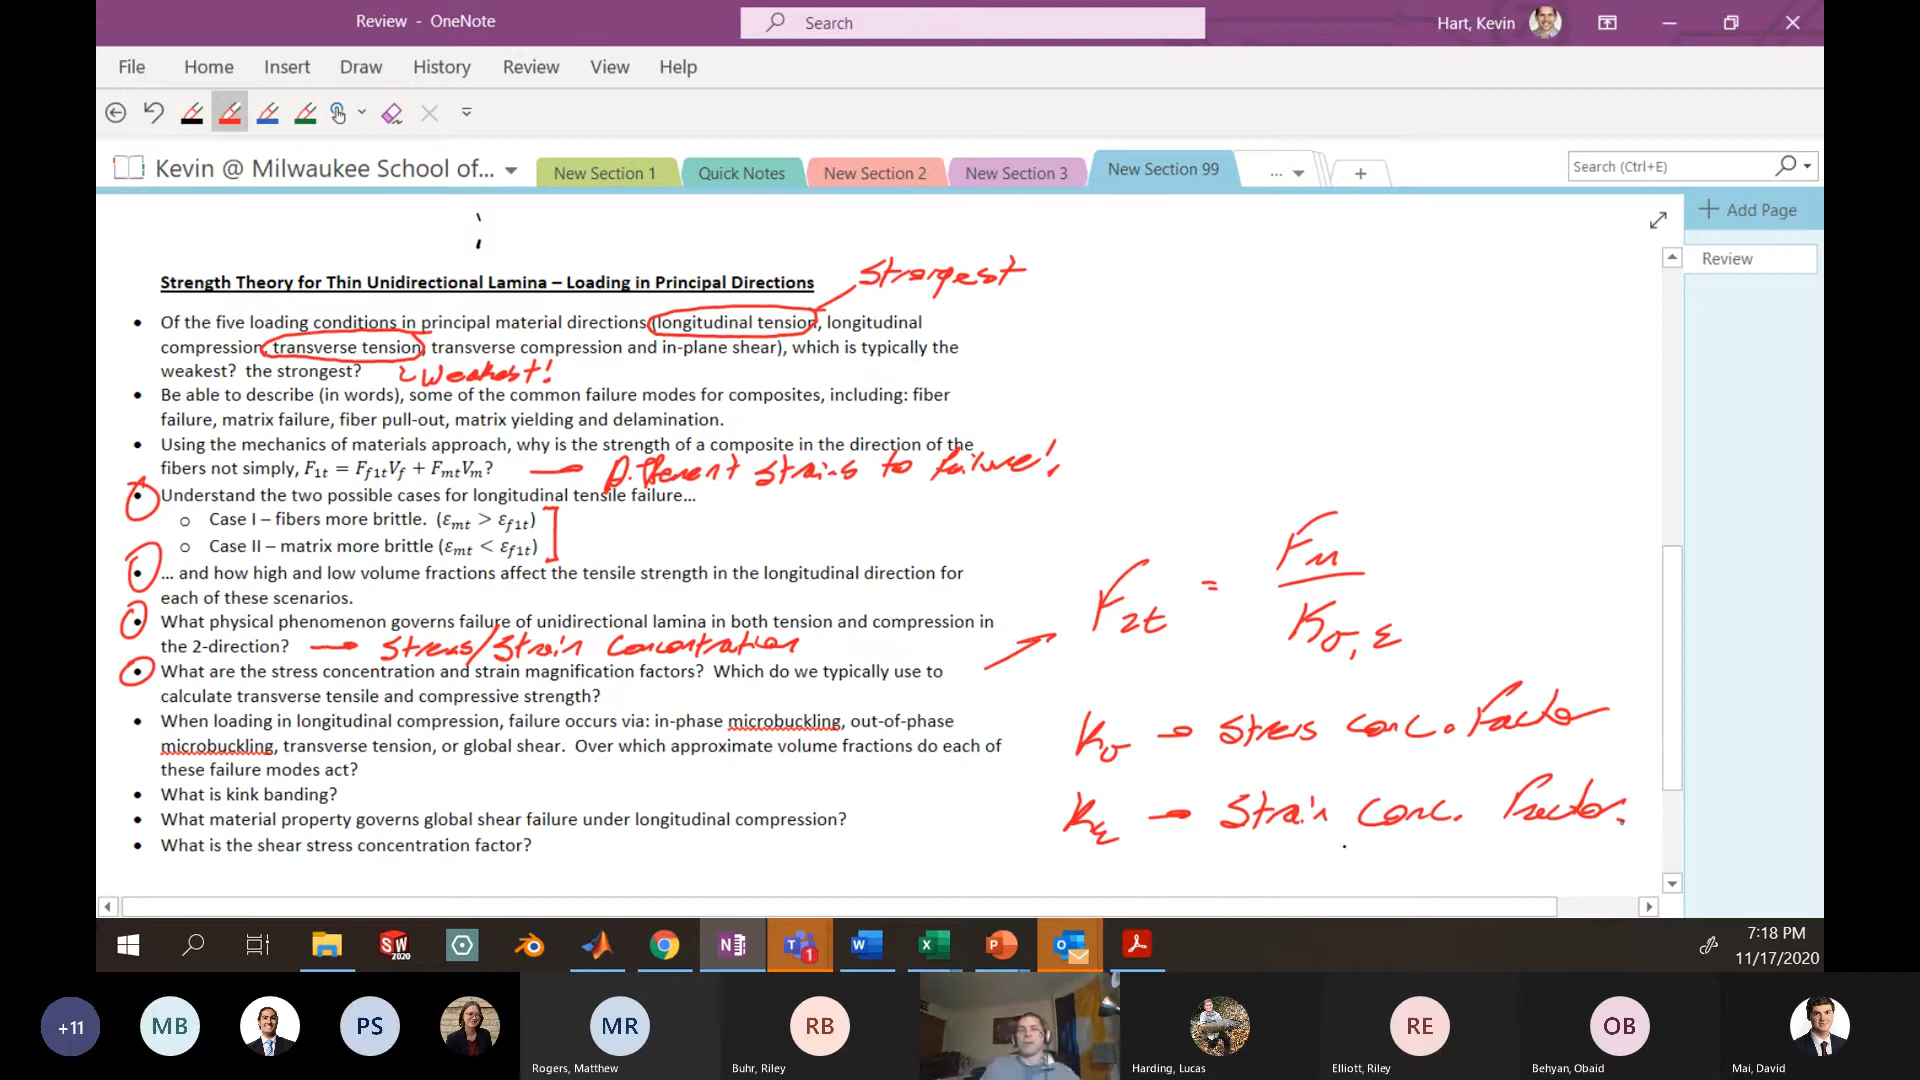 Review - OneNote
Search
Hart, Kevin
File Home Insert Draw History Review View Help
Kevin @ Milwaukee School of...
New Section 1
Quick Notes
New Section 2
New Section 3
New Section 99
...
Search (Ctrl+E)
Add Page
Review
Strength Theory for Thin Unidirectional Lamina – Loading in Principal Directions
Strongest
• Of the five loading conditions in principal material directions (longitudinal tension, longitudinal
compression, transverse tension, transverse compression and in-plane shear), which is typically the
weakest? the strongest?
Weakest!
• Be able to describe (in words), some of the common failure modes for composites, including: fiber
failure, matrix failure, fiber pull-out, matrix yielding and delamination.
• Using the mechanics of materials approach, why is the strength of a composite in the direction of the
fibers not simply, F1t = Ff1tVf + FmtVm?
→ Different strains to failure!
• Understand the two possible cases for longitudinal tensile failure...
o Case I – fibers more brittle. (εmt > εf1t)
o Case II – matrix more brittle (εmt < εf1t)
• ... and how high and low volume fractions affect the tensile strength in the longitudinal direction for
each of these scenarios.
• What physical phenomenon governs failure of unidirectional lamina in both tension and compression in
the 2-direction?
→ Stress/Strain Concentration
• What are the stress concentration and strain magnification factors? Which do we typically use to
calculate transverse tensile and compressive strength?
• When loading in longitudinal compression, failure occurs via: in-phase microbuckling, out-of-phase
microbuckling, transverse tension, or global shear. Over which approximate volume fractions do each of
these failure modes act?
• What is kink banding?
• What material property governs global shear failure under longitudinal compression?
• What is the shear stress concentration factor?
F2t = Fm / Kσ,ε
Kσ → Stress conc. Factor
Kε → Strain conc. Factor.
7:18 PM
11/17/2020
SW
2020
+11
MB
PS
MR
RB
RE
OB
Rogers, Matthew
Buhr, Riley
Harding, Lucas
Elliott, Riley
Behyan, Obaid
Mai, David